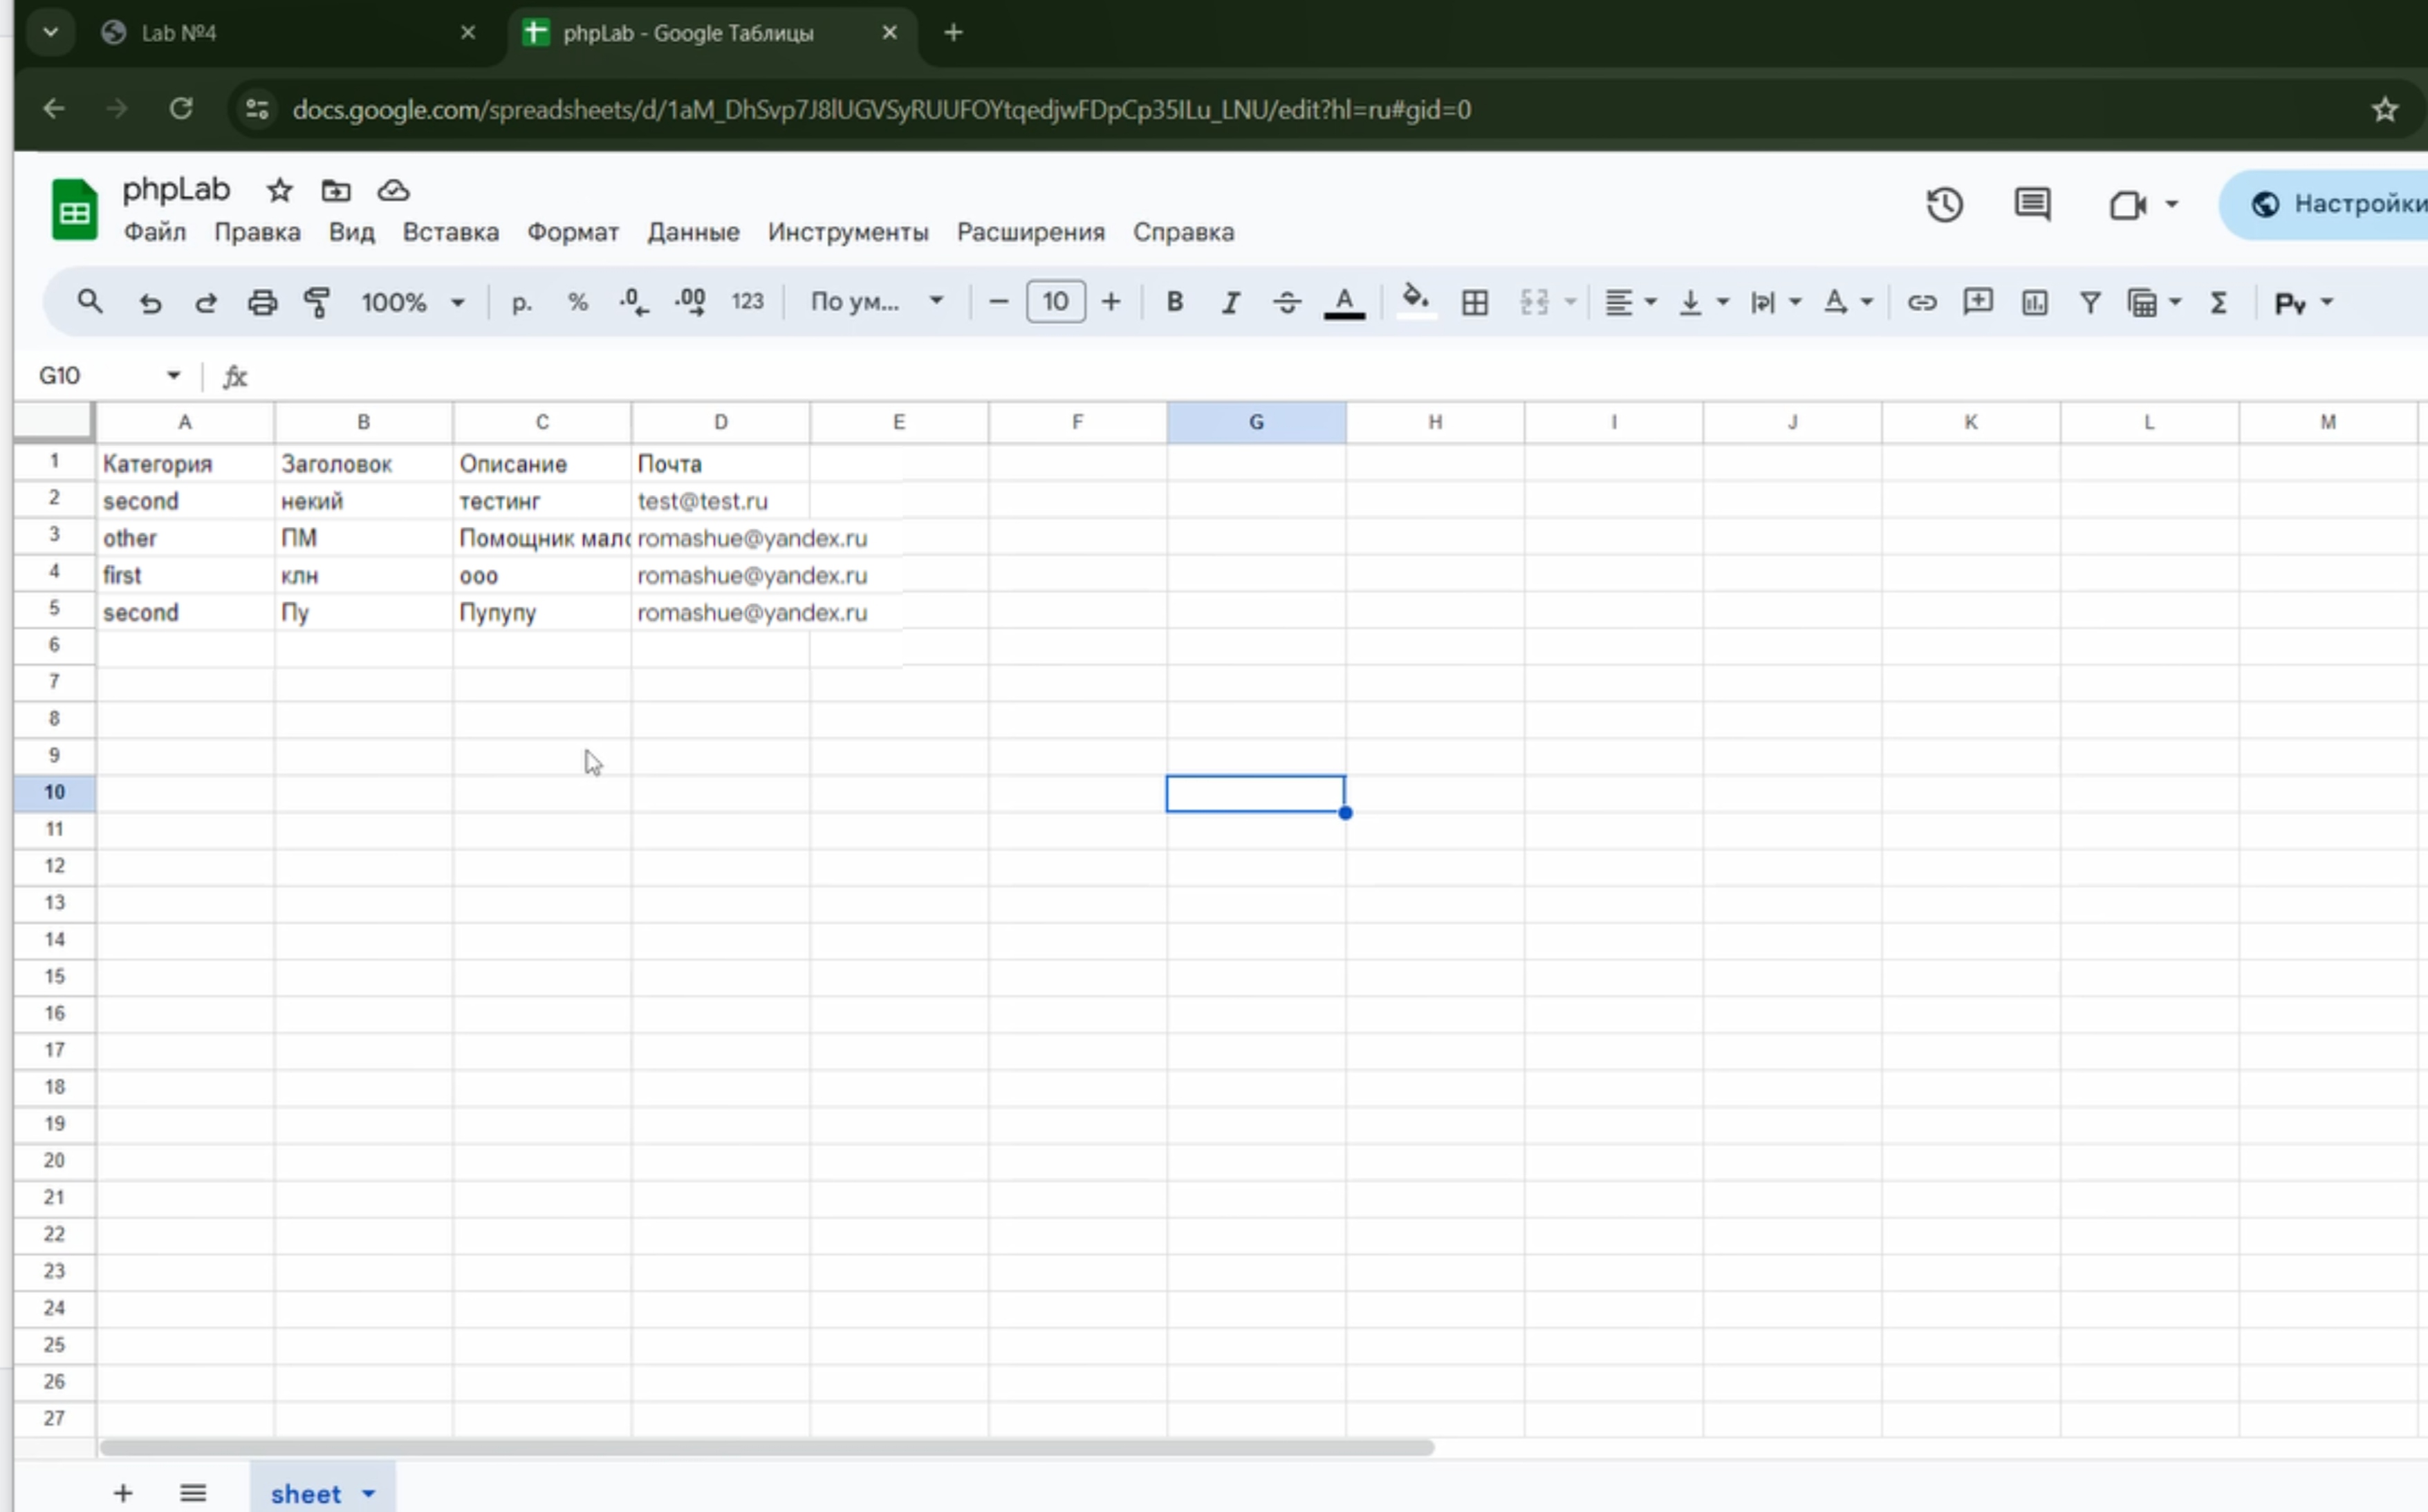 Lab №4
phpLab - Google Таблицы
docs.google.com/spreadsheets/d/1aM_DhSvp7J8lUGVSyRUUFOYtqedjwFDpCp35ILu_LNU/edit?hl=ru#gid=0
phpLab
Файл Правка Вид Вставка Формат Данные Инструменты Расширения Справка
Настройки
100% р. % .0 .00 123 По ум... 10 B I A Σ
G10 fx
A B C D E F G H I J K L M
1 Категория Заголовок Описание Почта
2 second некий тестинг test@test.ru
3 other ПМ Помощник мало romashue@yandex.ru
4 first клн ооо romashue@yandex.ru
5 second Пу Пупупу romashue@yandex.ru
6
7
8
9
10
11
12
13
14
15
16
17
18
19
20
21
22
23
24
25
26
27
sheet